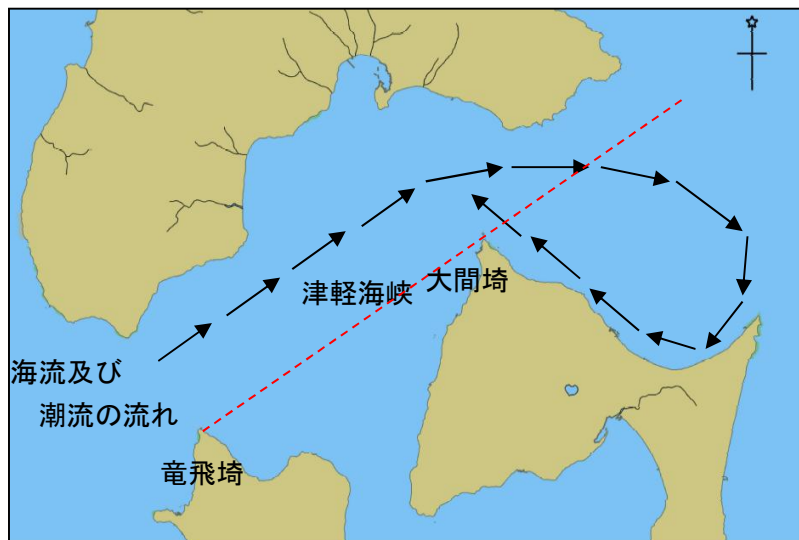 津軽海峡
大間埼
海流及び
潮流の流れ
竜飛埼